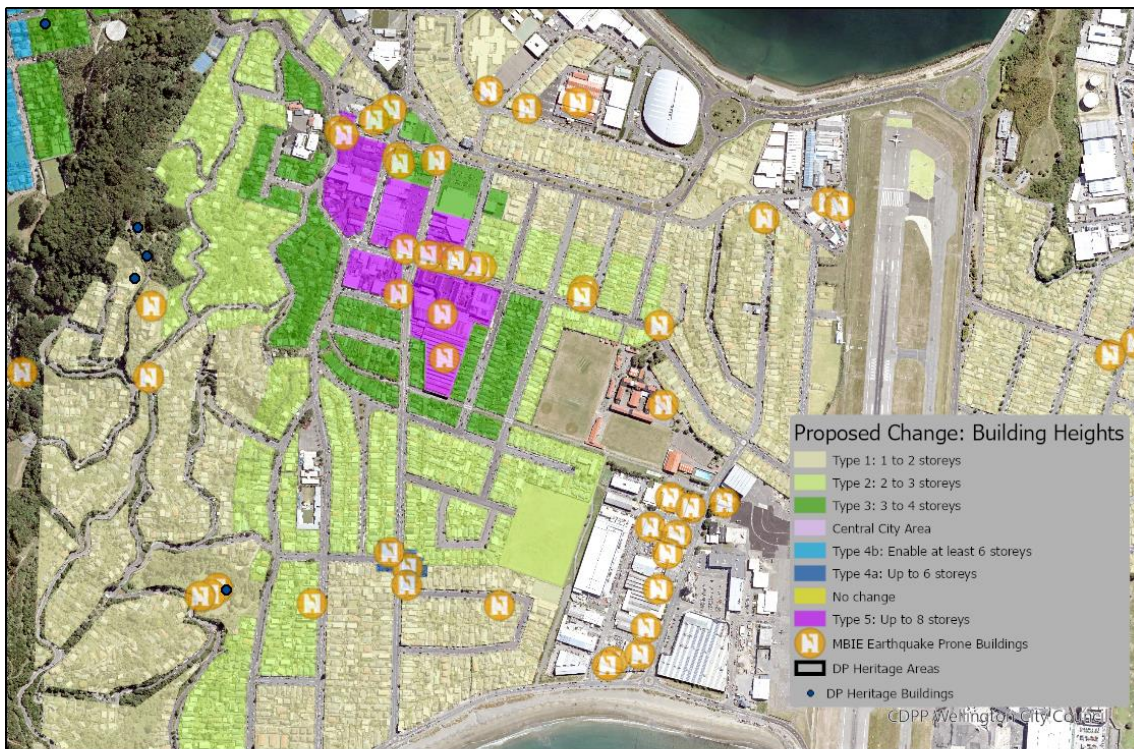 Proposed Change: Building Heights
Type 1: 1 to 2 storeys
Type 2: 2 to 3 storeys
Type 3: 3 to 4 storeys
Central City Area
Type 4b: Enable at least 6 storeys
Type 4a: Up to 6 storeys
No change
Type 5: Up to 8 storeys
MBIE Earthquake Prone Buildings
DP Heritage Areas
DP Heritage Buildings
CDPP Wellington City Council